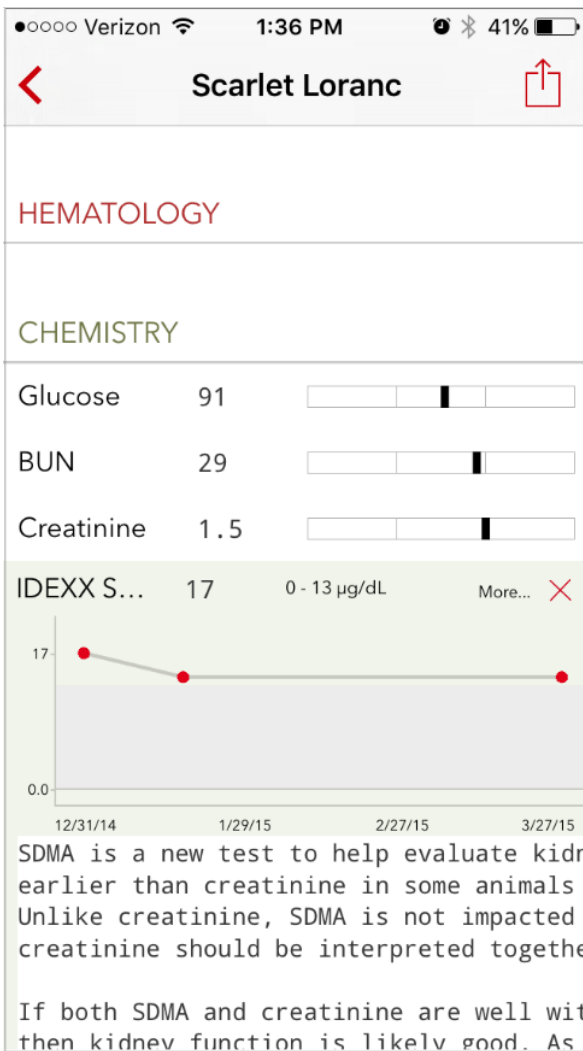 Verizon 1:36 PM 41%
Scarlet Loranc
HEMATOLOGY
CHEMISTRY
Glucose 91
BUN 29
Creatinine 1.5
IDEXX S... 17 0 - 13 µg/dL More...
17
0.0
12/31/14 1/29/15 2/27/15 3/27/15
SDMA is a new test to help evaluate kidn
earlier than creatinine in some animals
Unlike creatinine, SDMA is not impacted
creatinine should be interpreted togethe
If both SDMA and creatinine are well wit
then kidney function is likely good. As